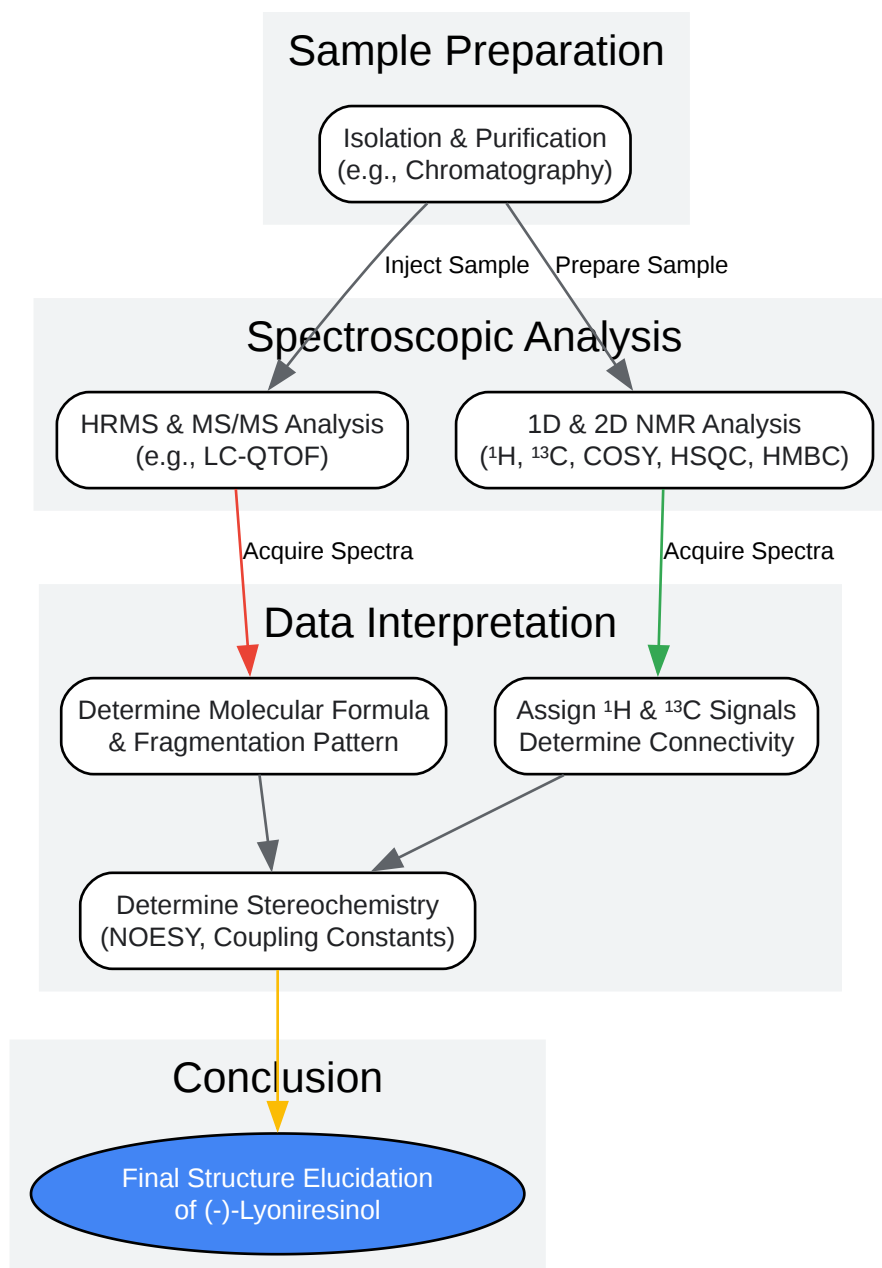 Sample Preparation
Isolation & Purification
(e.g., Chromatography)
Inject Sample
Prepare Sample
Spectroscopic Analysis
HRMS & MS/MS Analysis
(e.g., LC-QTOF)
1D & 2D NMR Analysis
(¹H, ¹³C, COSY, HSQC, HMBC)
Acquire Spectra
Acquire Spectra
Data Interpretation
Determine Molecular Formula
& Fragmentation Pattern
Assign ¹H & ¹³C Signals
Determine Connectivity
Determine Stereochemistry
(NOESY, Coupling Constants)
Conclusion
Final Structure Elucidation
of (-)-Lyoniresinol